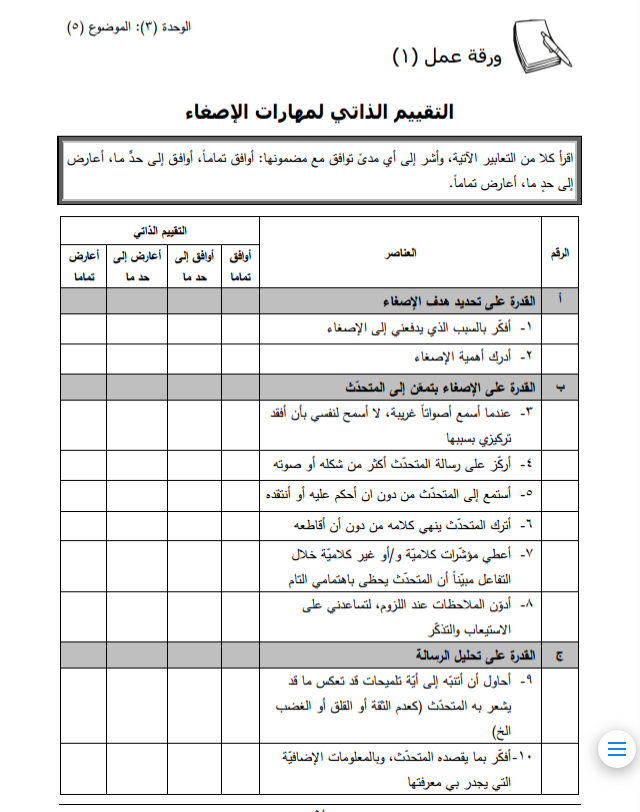 الوحدة (٣): الموضوع (٥)
ورقة عمل (١)
التقييم الذاتي لمهارات الإصغاء
اقرأ كلا من التعابير الآتية، وأشر إلى أي مدىً توافق مع مضمونها: أوافق تماماً، أوافق إلى حدٍّ ما، أعارض
إلى حدٍ ما، أعارض تماماً.
الرقم
العناصر
التقييم الذاتي
أوافق
تماما
أوافق إلى
حد ما
أعارض إلى
حد ما
أعارض
تماما
أ
القدرة على تحديد هدف الإصغاء
١- أفكّر بالسبب الذي يدفعني إلى الإصغاء
٢- أدرك أهمية الإصغاء
ب
القدرة على الإصغاء بتمعّن إلى المتحدّث
٣- عندما أسمع أصواتاً غريبة، لا أسمح لنفسي بأن أفقد
تركيزي بسببها
٤- أركّز على رسالة المتحدّث أكثر من شكله أو صوته
٥- أستمع إلى المتحدّث من دون ان أحكم عليه أو أنتقده
٦- أترك المتحدّث ينهي كلامه من دون أن أقاطعه
٧- أعطي مؤشّرات كلاميّة و/أو غير كلاميّة خلال
التفاعل مبيّناً أن المتحدّث يحظى باهتمامي التام
٨- أدوّن الملاحظات عند اللزوم، لتساعدني على
الاستيعاب والتذكّر
ج
القدرة على تحليل الرسالة
٩- أحاول أن أتنبّه إلى أيّة تلميحات قد تعكس ما قد
يشعر به المتحدّث (كعدم الثقة أو القلق أو الغضب
الخ)
١٠-أفكّر بما يقصده المتحدّث، وبالمعلومات الإضافيّة
التي يجدر بي معرفتها